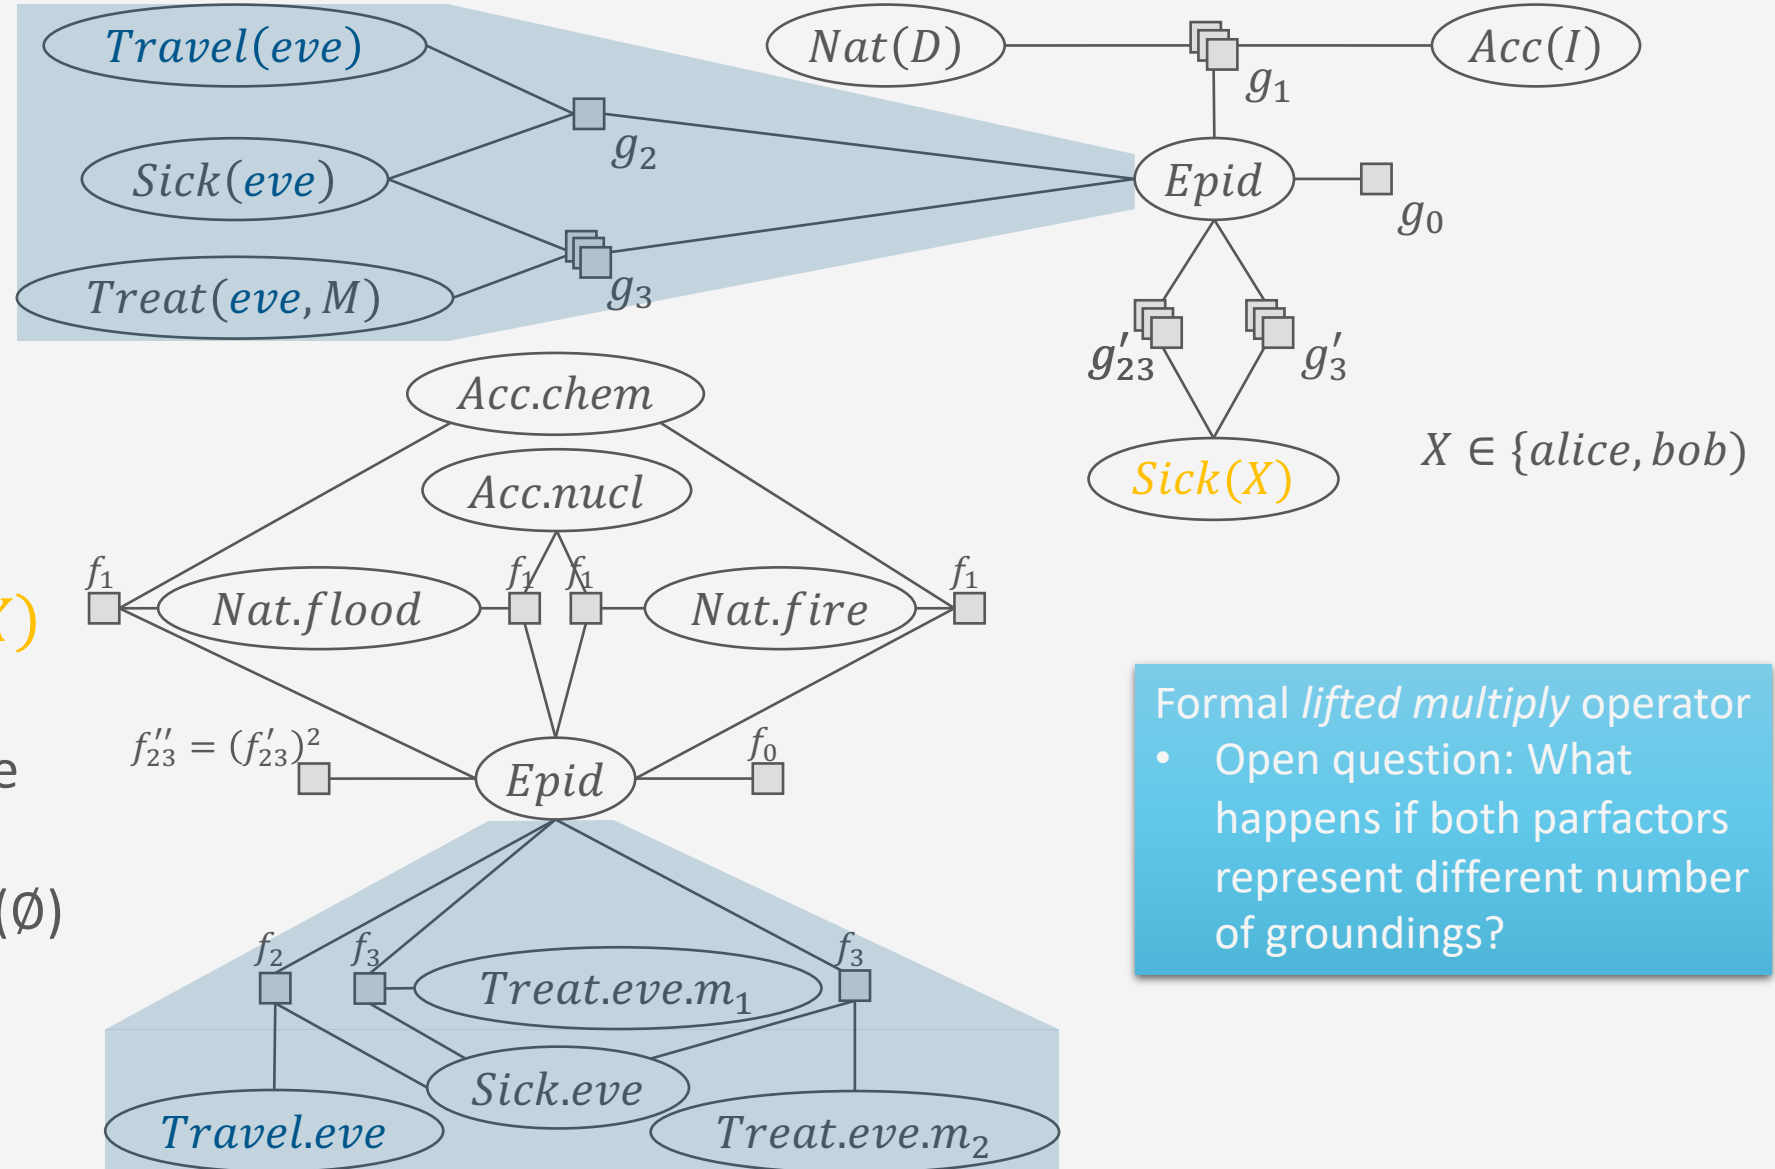 Travel(eve)
Nat(D)
Acc(I)
g₁
g₂
Sick(eve)
Epid
g₀
Treat(eve, M)
g₃
g′₂₃
g′₃
Acc.chem
Sick(X)
X ∈ {alice, bob)
Acc.nucl
f₁
f₁
f₁
f₁
X)
Nat.flood
Nat.fire
f″₂₃ = (f′₂₃)²
f₀
e
Epid
Formal lifted multiply operator
• Open question: What
happens if both parfactors
represent different number
of groundings?
(∅)
f₂
f₃
f₃
Treat.eve.m₁
Sick.eve
Travel.eve
Treat.eve.m₂